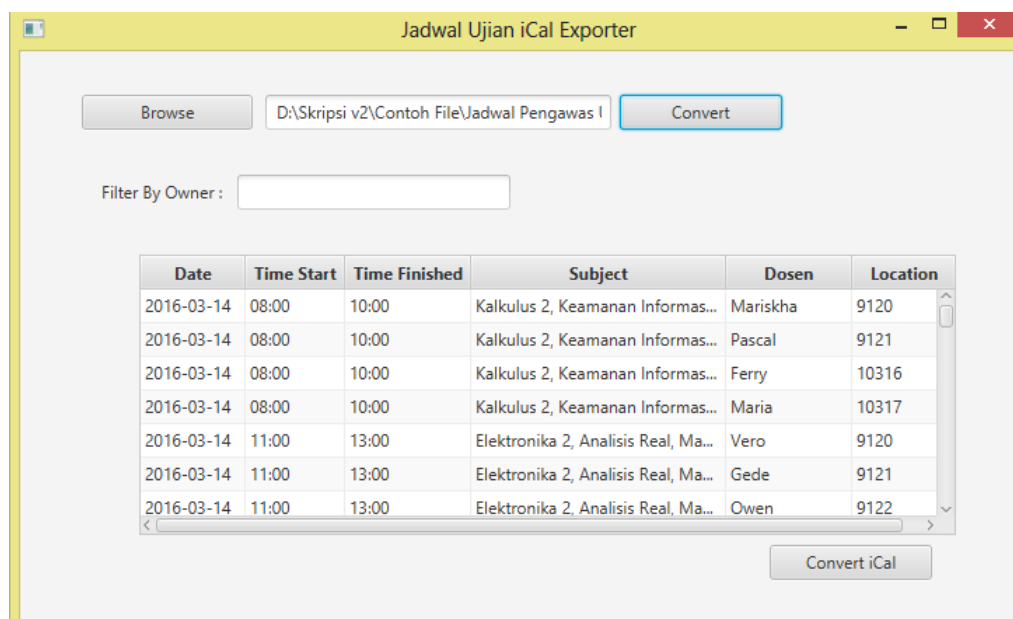 Jadwal Ujian iCal Exporter
Browse D:\Skripsi v2\Contoh File\Jadwal Pengawas Convert
Filter By Owner :
Date Time Start Time Finished Subject Dosen Location
2016-03-14 08:00 10:00 Kalkulus 2, Keamanan Informas... Mariskha 9120
2016-03-14 08:00 10:00 Kalkulus 2, Keamanan Informas... Pascal 9121
2016-03-14 08:00 10:00 Kalkulus 2, Keamanan Informas... Ferry 10316
2016-03-14 08:00 10:00 Kalkulus 2, Keamanan Informas... Maria 10317
2016-03-14 11:00 13:00 Elektronika 2, Analisis Real, Ma... Vero 9120
2016-03-14 11:00 13:00 Elektronika 2, Analisis Real, Ma... Gede 9121
2016-03-14 11:00 13:00 Elektronika 2, Analisis Real, Ma... Owen 9122
Convert iCal